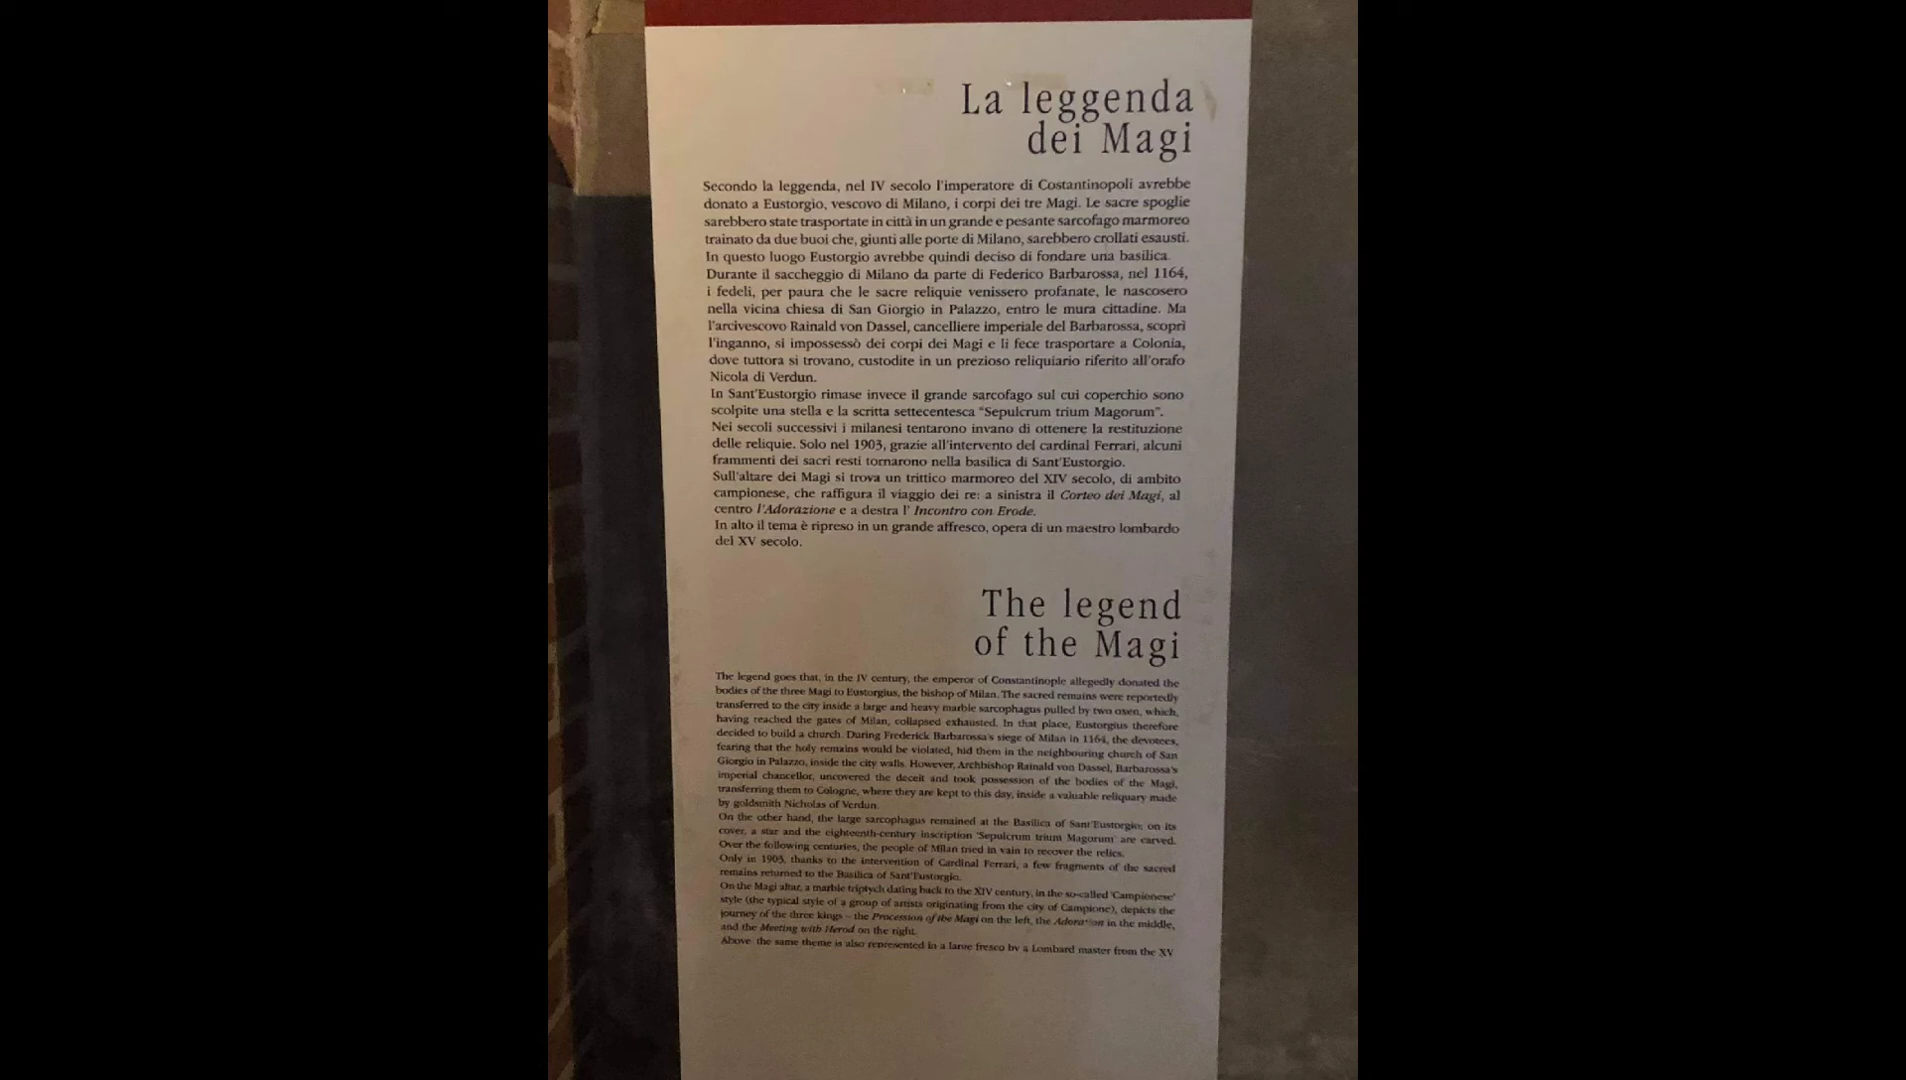 La leggenda
dei Magi
Secondo la leggenda, nel IV secolo l'imperatore di Costantinopoli avrebbe
donato a Eustorgio, vescovo di Milano, i corpi dei tre Magi. Le sacre spoglie
sarebbero state trasportate in città in un grande e pesante sarcofago marmoreo
trainato da due buoi che, giunti alle porte di Milano, sarebbero crollati esausti.
In questo luogo Eustorgio avrebbe quindi deciso di fondare una basilica.
Durante il saccheggio di Milano da parte di Federico Barbarossa, nel 1164,
i fedeli, per paura che le sacre reliquie venissero profanate, le nascosero
nella vicina chiesa di San Giorgio in Palazzo, entro le mura cittadine. Ma
l'arcivescovo Rainald von Dassel, cancelliere imperiale del Barbarossa, scoprì
l'inganno, si impossessò dei corpi dei Magi e li fece trasportare a Colonia,
dove tuttora si trovano, custodite in un prezioso reliquiario riferito all'orafo
Nicola di Verdun.
In Sant'Eustorgio rimase invece il grande sarcofago sul cui coperchio sono
scolpite una stella e la scritta settecentesca "Sepulcrum trium Magorum".
Nei secoli successivi i milanesi tentarono invano di ottenere la restituzione
delle reliquie. Solo nel 1903, grazie all'intervento del cardinal Ferrari, alcuni
frammenti dei sacri resti tornarono nella basilica di Sant'Eustorgio.
Sull'altare dei Magi si trova un trittico marmoreo del XIV secolo, di ambito
campionese, che raffigura il viaggio dei re: a sinistra il Corteo dei Magi, al
centro l'Adorazione e a destra l' Incontro con Erode.
In alto il tema è ripreso in un grande affresco, opera di un maestro lombardo
del XV secolo.
The legend
of the Magi
The legend goes that, in the IV century, the emperor of Constantinople allegedly donated the
bodies of the three Magi to Eustorgius, the bishop of Milan. The sacred remains were reportedly
transferred to the city inside a large and heavy marble sarcophagus pulled by two oxen, which,
having reached the gates of Milan, collapsed exhausted. In that place, Eustorgius therefore
decided to build a church. During Frederick Barbarossa's siege of Milan in 1164, the devotees,
fearing that the holy remains would be violated, hid them in the neighbouring church of San
Giorgio in Palazzo, inside the city walls. However, Archbishop Rainald von Dassel, Barbarossa's
imperial chancellor, uncovered the deceit and took possession of the bodies of the Magi,
transferring them to Cologne, where they are kept to this day, inside a valuable reliquary made
by goldsmith Nicholas of Verdun.
On the other hand, the large sarcophagus remained at the Basilica of Sant'Eustorgio; on its
cover, a star and the eighteenth-century inscription 'Sepulcrum trium Magorum' are carved.
Over the following centuries, the people of Milan tried in vain to recover the relics.
Only in 1903, thanks to the intervention of Cardinal Ferrari, a few fragments of the sacred
remains returned to the Basilica of Sant'Eustorgio.
On the Magi altar, a marble triptych dating back to the XIV century, in the so-called 'Campionese'
style (the typical style of a group of artists originating from the city of Campione), depicts the
journey of the three kings – the Procession of the Magi on the left, the Adoration in the middle,
and the Meeting with Herod on the right.
Above, the same theme is also represented in a large fresco by a Lombard master from the XV